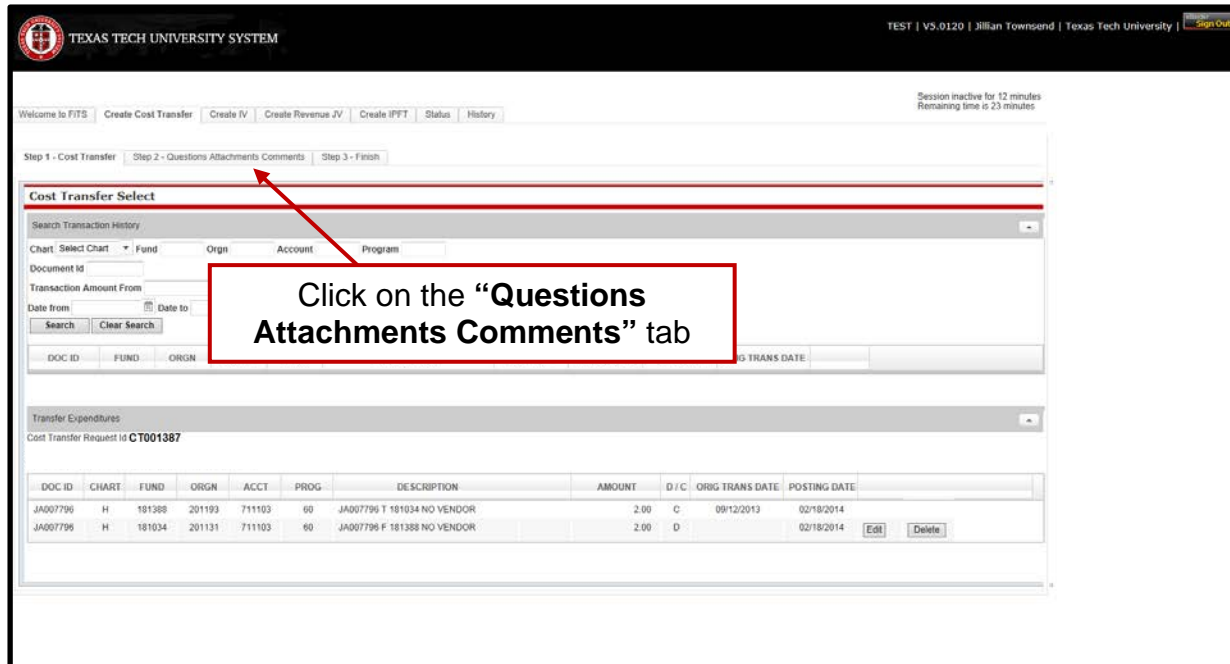 TEXAS TECH UNIVERSITY SYSTEM
TEST | V5.0120 | Jillian Townsend | Texas Tech University | Sign Out
Session inactive for 12 minutes
Remaining time is 23 minutes
Welcome to FiTS Create Cost Transfer Create IV Create Revenue JV Create IPFT Status History
Step 1 - Cost Transfer Step 2 - Questions Attachments Comments Step 3 - Finish
Cost Transfer Select
Search Transaction History
Chart Select Chart Fund Orgn Account Program
Document Id
Transaction Amount From
Date from Date to
Search Clear Search
Click on the “Questions
Attachments Comments” tab
DOC ID FUND ORGN TRANS DATE
Transfer Expenditures
Cost Transfer Request Id CT001387
DOC ID CHART FUND ORGN ACCT PROG DESCRIPTION AMOUNT D / C ORIG TRANS DATE POSTING DATE
JA007796 H 181388 201193 711103 60 JA007796 T 181034 NO VENDOR 2.00 C 09/12/2013 02/18/2014
JA007796 H 181034 201131 711103 60 JA007796 F 181388 NO VENDOR 2.00 D 02/18/2014 Edit Delete